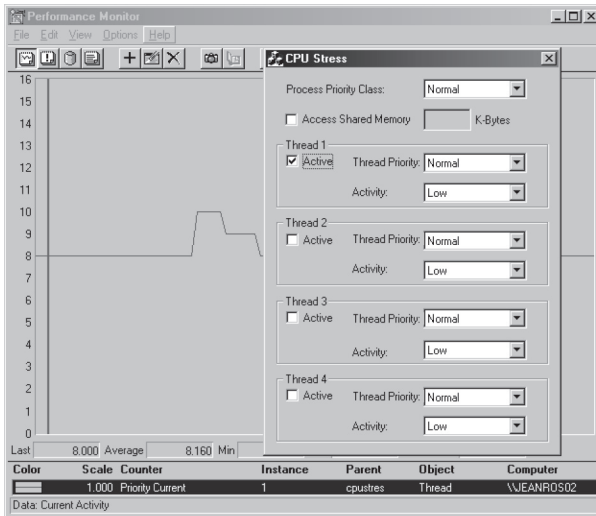 Performance Monitor
File Edit View Options Help
CPU Stress
Process Priority Class: Normal
Access Shared Memory K-Bytes
Thread 1
Active Thread Priority: Normal
Activity: Low
Thread 2
Active Thread Priority: Normal
Activity: Low
Thread 3
Active Thread Priority: Normal
Activity: Low
Thread 4
Active Thread Priority: Normal
Activity: Low
16
15
14
13
12
11
10
9
8
7
6
5
4
3
2
1
0
Last 8.000 Average 8.160 Min
Color Scale Counter Instance Parent Object Computer
1.000 Priority Current 1 cpustres Thread \\JEANROS02
Data: Current Activity